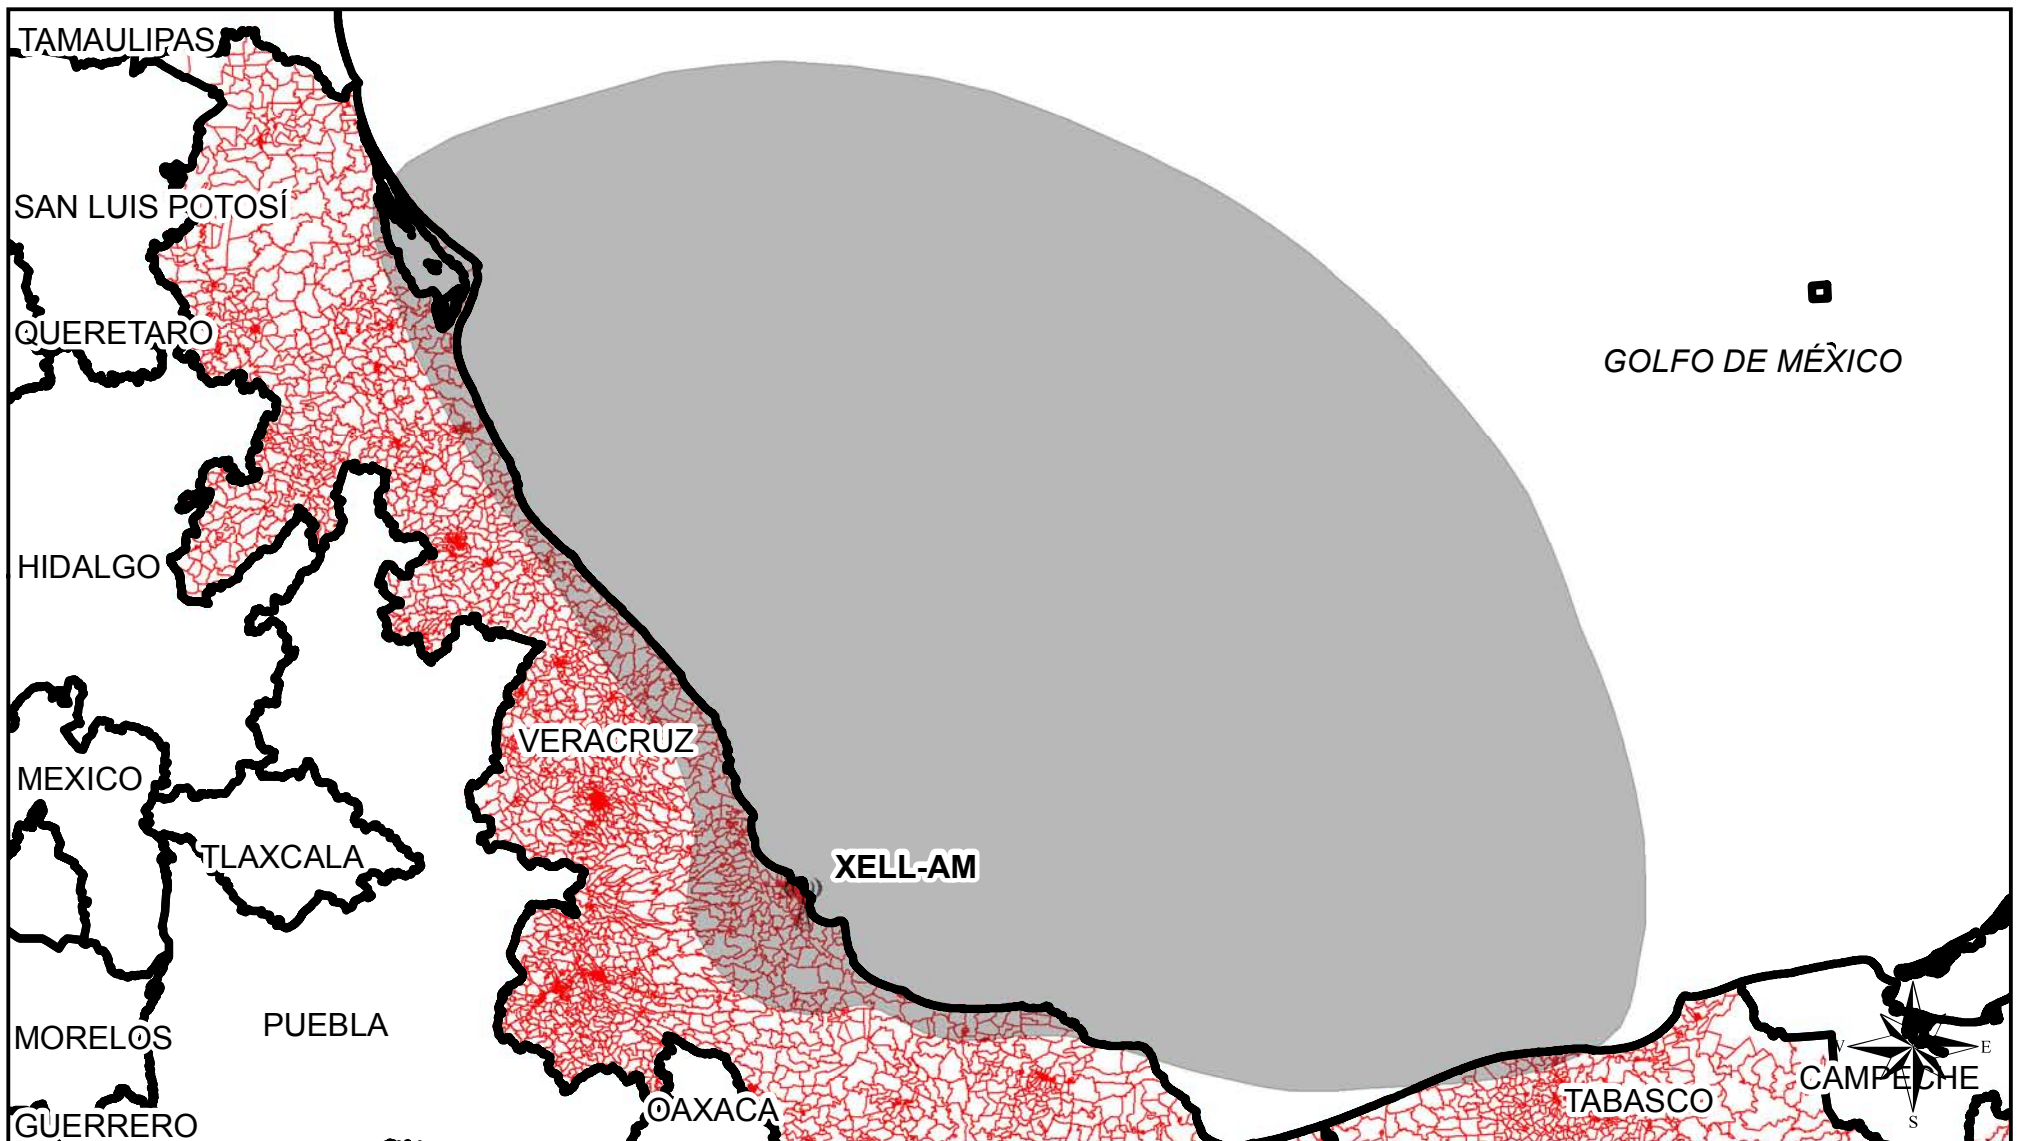 TAMAULIPAS
SAN LUIS POTOSÍ
QUERETARO
GOLFO DE MÉXICO
HIDALGO
VERACRUZ
MEXICO
TLAXCALA
XELL-AM
PUEBLA
MORELOS
E
CAMPECHE
TABASCO
OAXACA
GUERRERO
S